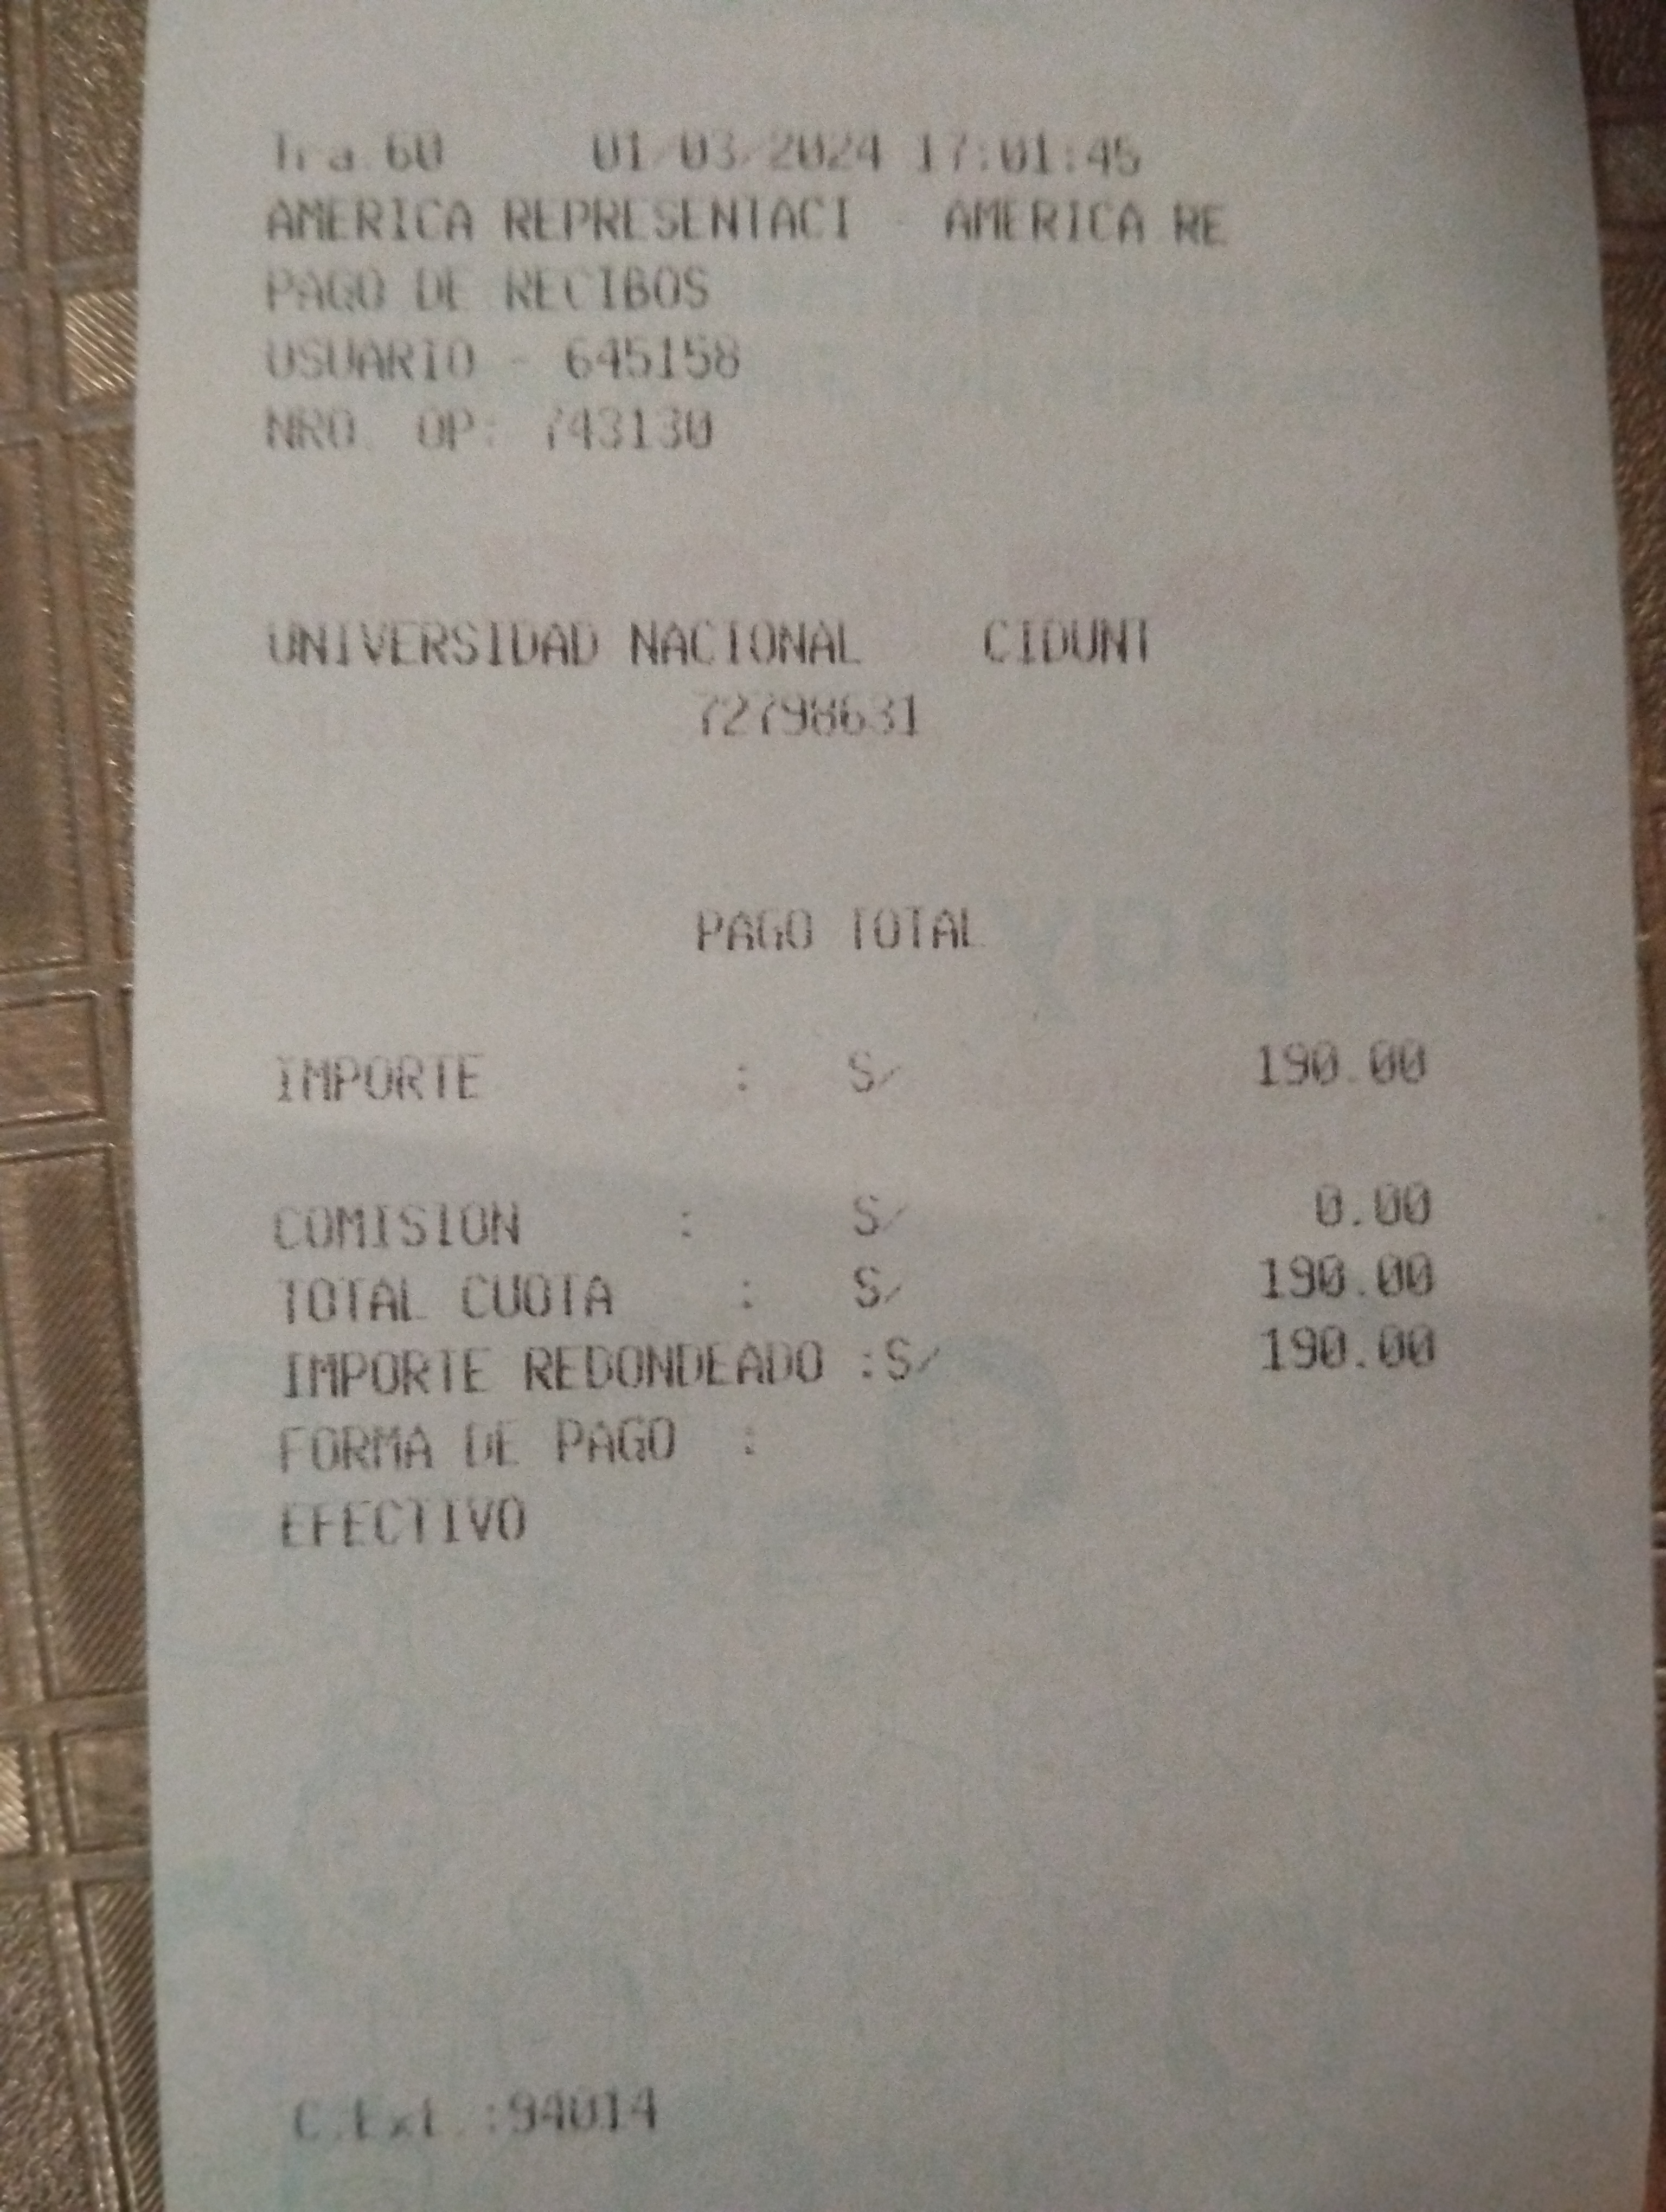 Tra.60 01/03/2024 17:01:45
AMERICA REPRESENTACI - AMERICA RE
PAGO DE RECIBOS
USUARIO - 645158
NRO. OP: 743130
UNIVERSIDAD NACIONAL CIDUNT
72798631
PAGO TOTAL
IMPORTE : S/ 190.00
COMISION : S/ 0.00
TOTAL CUOTA : S/ 190.00
IMPORTE REDONDEADO :S/ 190.00
FORMA DE PAGO :
EFECTIVO
C.Ext.:94014